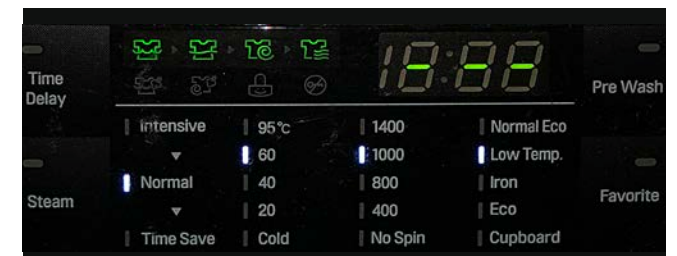 Time
Delay
Pre Wash
Intensive 95°C 1400 Normal Eco
60 1000 Low Temp.
Normal 40 800 Iron
Steam
Favorite
20 400 Eco
Time Save Cold No Spin Cupboard